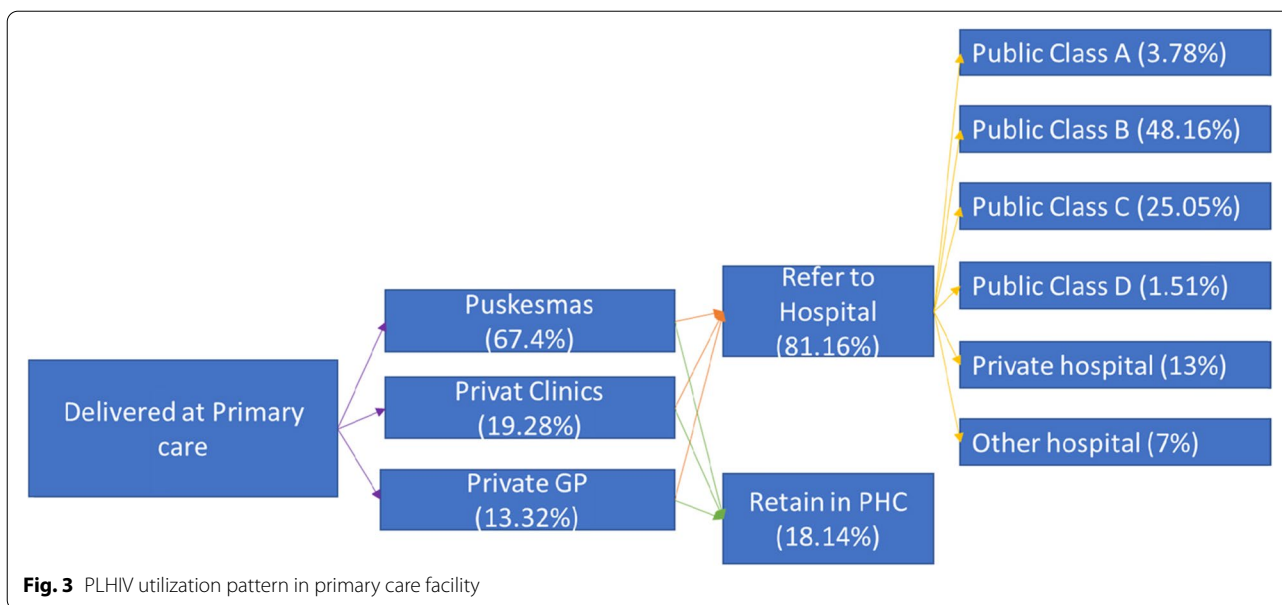 Delivered at Primary
care
Puskesmas
(67.4%)
Privat Clinics
(19.28%)
Private GP
(13.32%)
Refer to
Hospital
(81.16%)
Retain in PHC
(18.14%)
Public Class A (3.78%)
Public Class B (48.16%)
Public Class C (25.05%)
Public Class D (1.51%)
Private hospital (13%)
Other hospital (7%)
Fig. 3 PLHIV utilization pattern in primary care facility